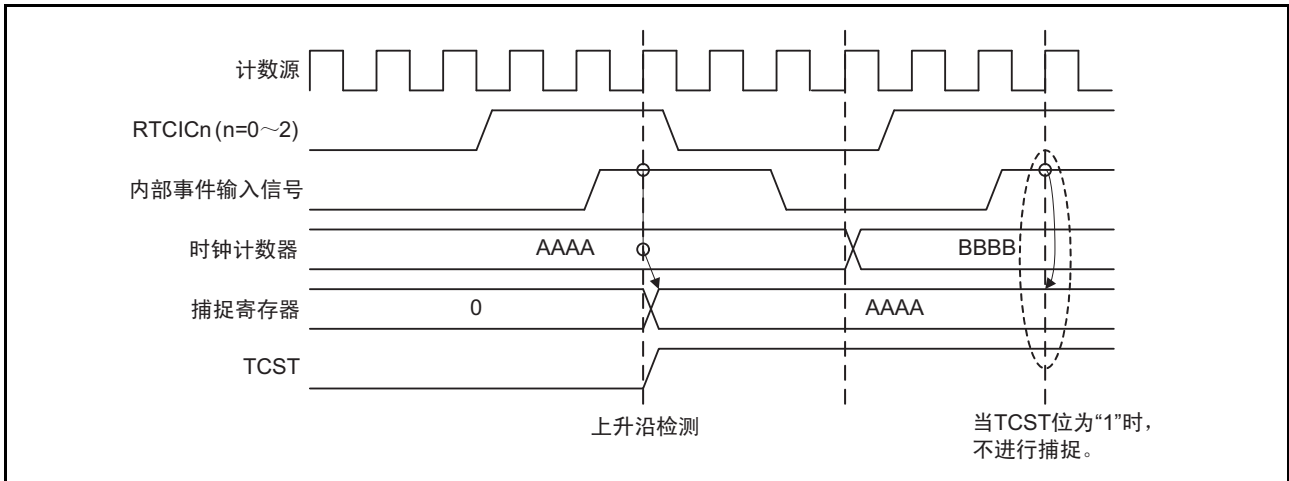 计数源
RTCICn (n=0～2)
内部事件输入信号
时钟计数器
AAAA
BBBB
捕捉寄存器
0
AAAA
TCST
上升沿检测
当TCST位为“1”时，
不进行捕捉。